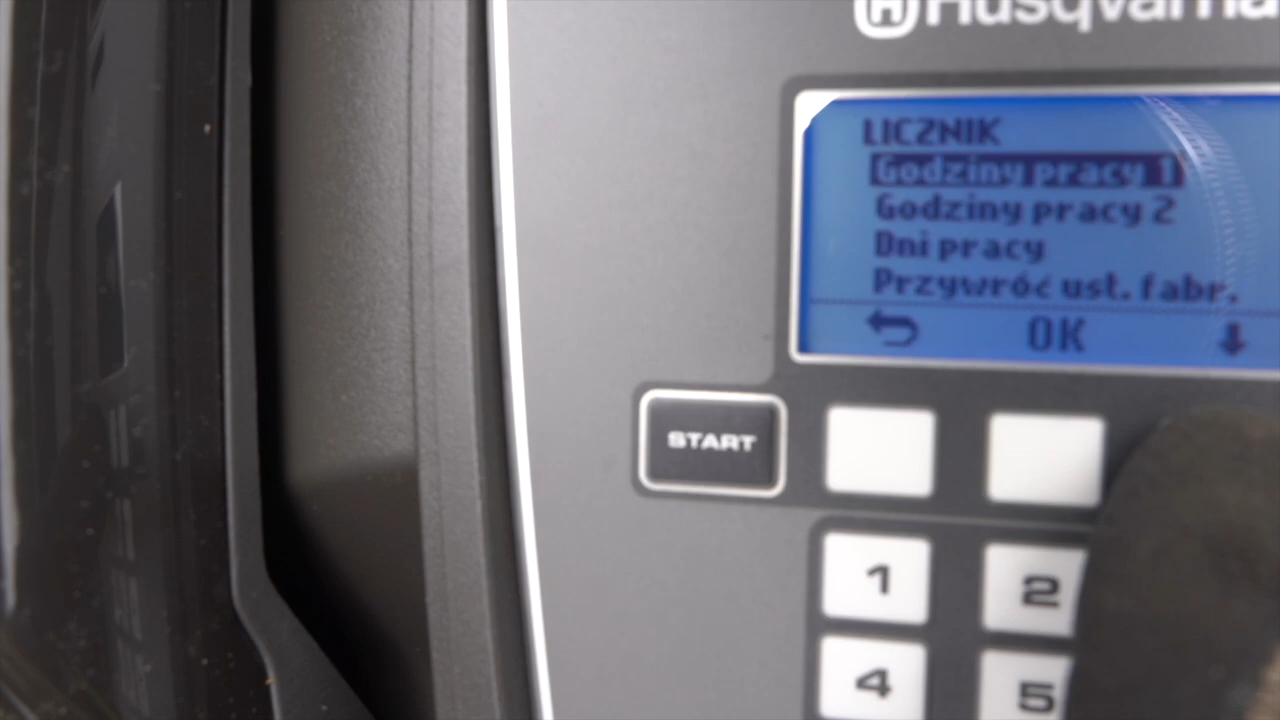 Husqvarna
LICZNIK
Godziny pracy 1
Godziny pracy 2
Dni pracy
Przywróć ust. fabr.
OK
START
1
2
4
5